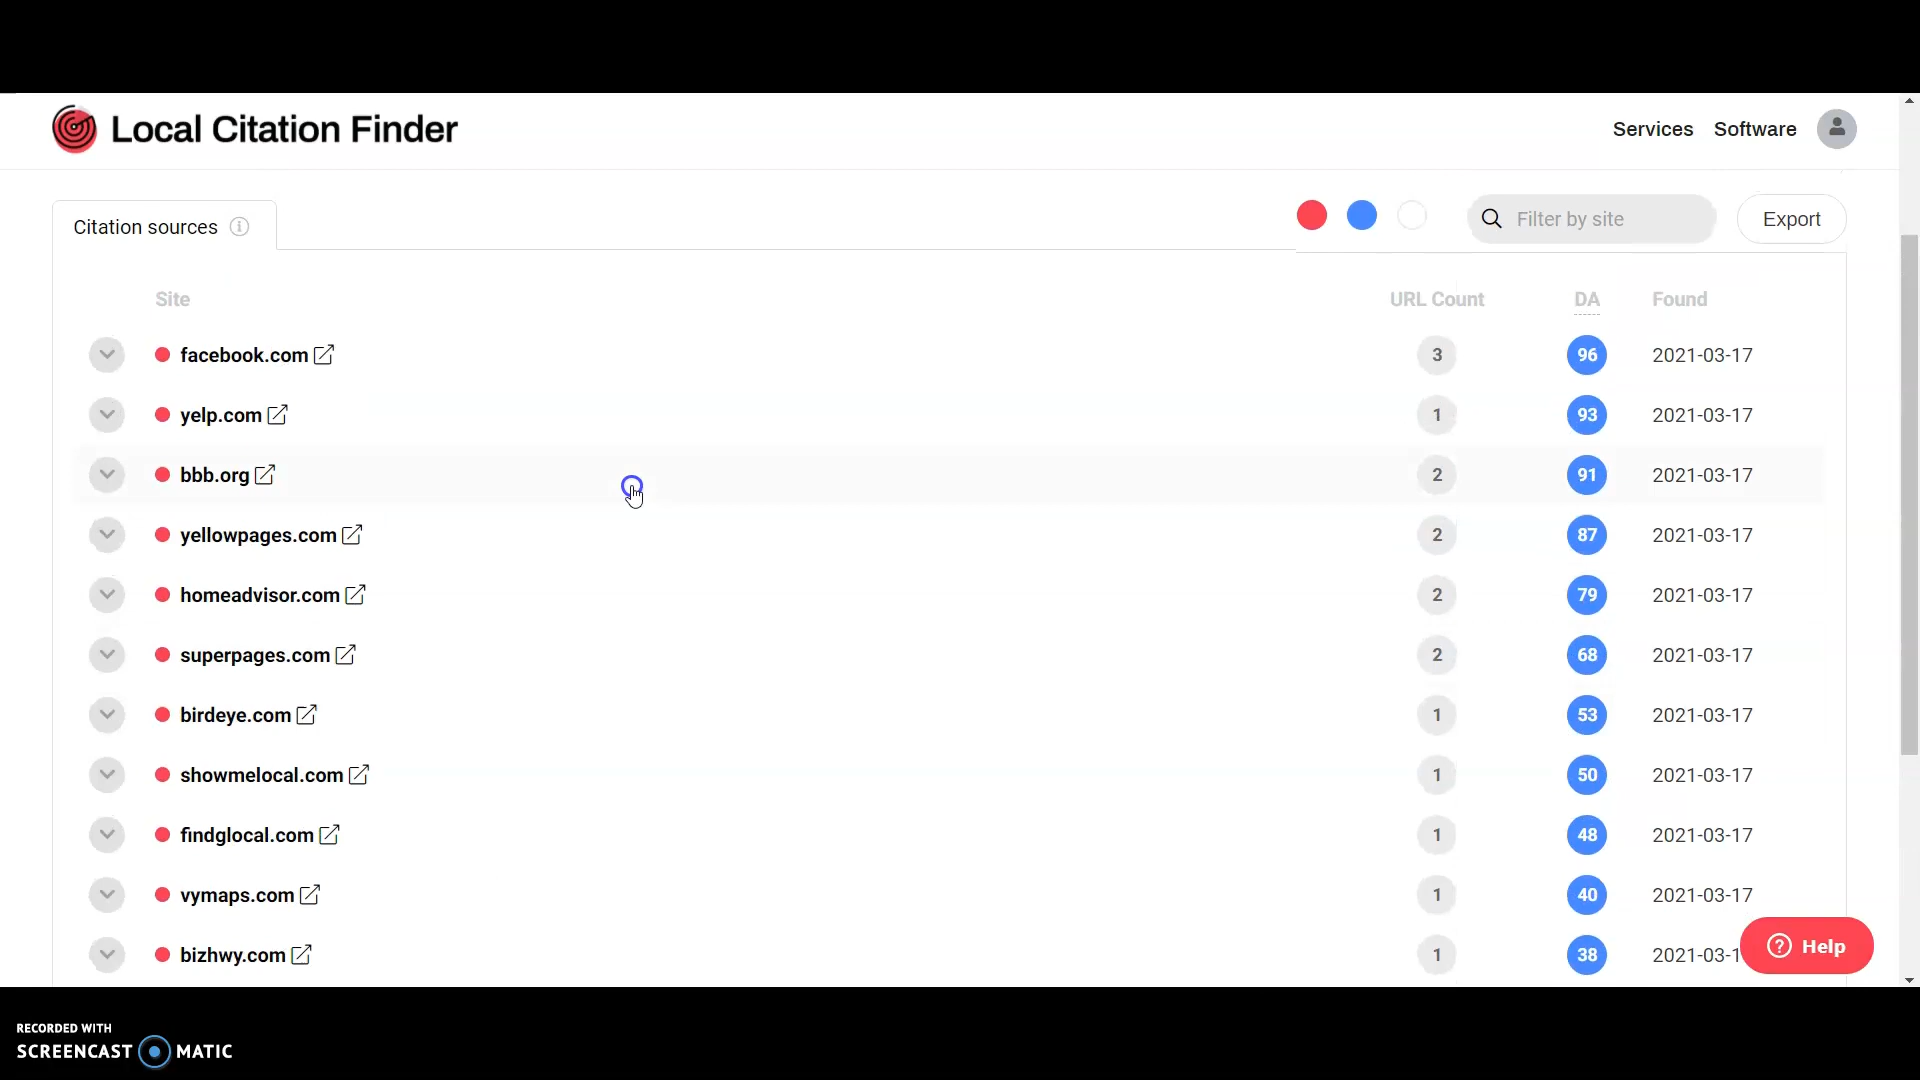 Local Citation Finder
Services Software
Citation sources
Filter by site
Export
Site URL Count DA Found
facebook.com 3 96 2021-03-17
yelp.com 1 93 2021-03-17
bbb.org 2 91 2021-03-17
yellowpages.com 2 87 2021-03-17
homeadvisor.com 2 79 2021-03-17
superpages.com 2 68 2021-03-17
birdeye.com 1 53 2021-03-17
showmelocal.com 1 50 2021-03-17
findglocal.com 1 48 2021-03-17
vymaps.com 1 40 2021-03-17
bizhwy.com 1 38 2021-03-1
Help
RECORDED WITH
SCREENCAST MATIC